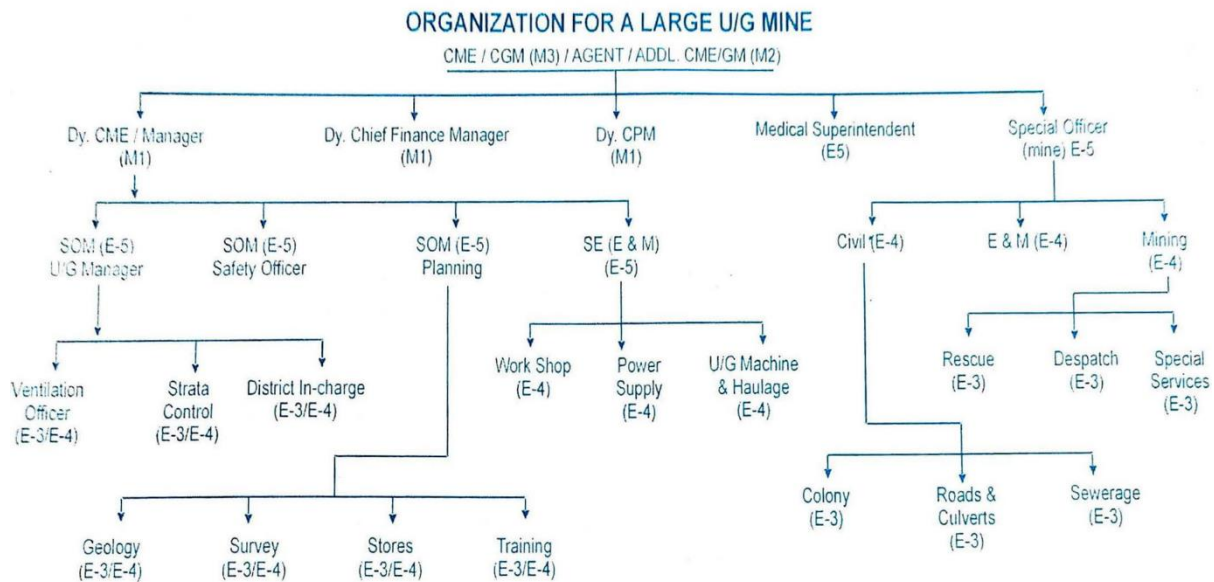 ORGANIZATION FOR A LARGE U/G MINE
CME / CGM (M3) / AGENT / ADDL. CME/GM (M2)
Dy. CME / Manager
(M1)
Dy. Chief Finance Manager
(M1)
Dy. CPM
(M1)
Medical Superintendent
(E5)
Special Officer
(mine) E-5
SOM (E-5)
U/G Manager
SOM (E-5)
Safety Officer
SOM (E-5)
Planning
SE (E & M)
(E-5)
Civil (E-4)
E & M (E-4)
Mining
(E-4)
Ventilation
Officer
(E-3/E-4)
Strata
Control
(E-3/E-4)
District In-charge
(E-3/E-4)
Work Shop
(E-4)
Power
Supply
(E-4)
U/G Machine
& Haulage
(E-4)
Rescue
(E-3)
Despatch
(E-3)
Special
Services
(E-3)
Colony
(E-3)
Roads &
Culverts
(E-3)
Sewerage
(E-3)
Geology
(E-3/E-4)
Survey
(E-3/E-4)
Stores
(E-3/E-4)
Training
(E-3/E-4)